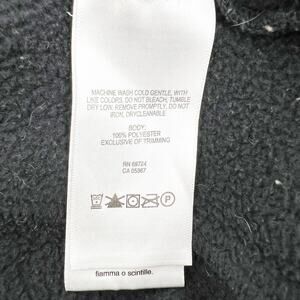 MACHINE WASH COLD GENTLE, WITH
LIKE COLORS. DO NOT BLEACH; TUMBLE
DRY LOW. REMOVE PROMPTLY, DO NOT
IRON, DRYCLEANABLE
BODY:
100% POLYESTER
EXCLUSIVE OF TRIMMING
RN 69724
CA 05367
fiamma o scintille.